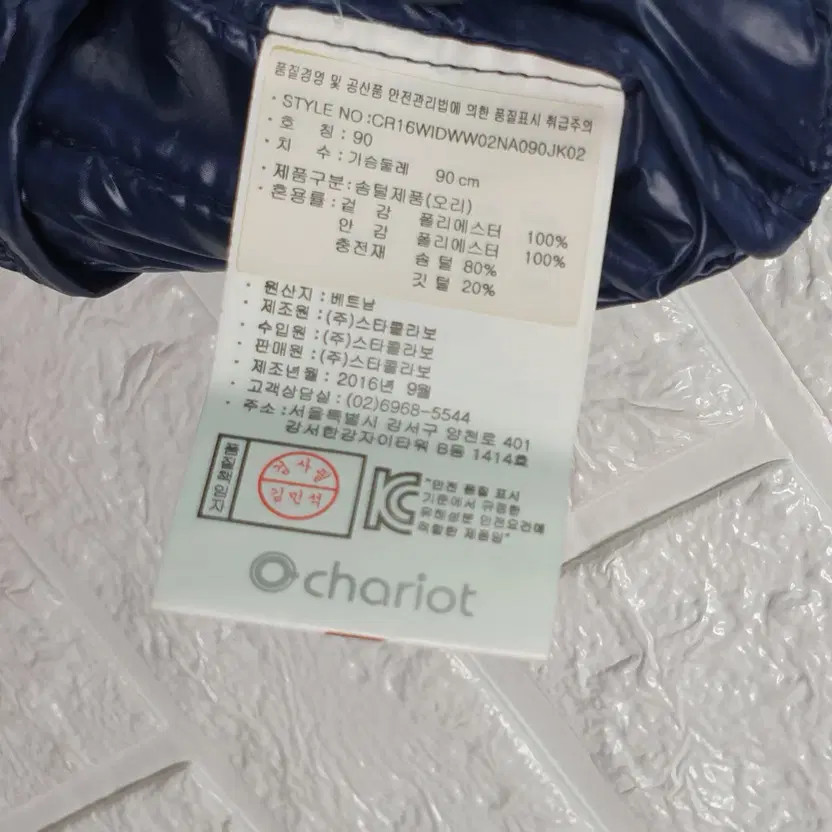 품질경영 및 공산품 안전관리법에 의한 품질표시 취급주의
· STYLE NO : CR16WIDWW02NA090JK02
· 호 칭 : 90
· 치 수 : 가슴둘레 90 cm
· 제품구분 : 솜털제품(오리)
· 혼용률 : 겉 감 폴리에스터 100%
안 감 폴리에스터 100%
충전재 솜 털 80%
깃 털 20%
· 원산지 : 베트남
· 제조원 : (주)스타콜라보
· 수입원 : (주)스타콜라보
· 판매원 : (주)스타콜라보
· 제조년월 : 2016년 9월
· 고객상담실 : (02)6968-5544
· 주소 : 서울특별시 강서구 양천로 401
강서한강자이타워 B동 1414호
품질보증지
검사필
김민석
KC
"안전 품질 표시
기준에서 규정한
유해성분 안전요건에
적합한 제품임"
chariot